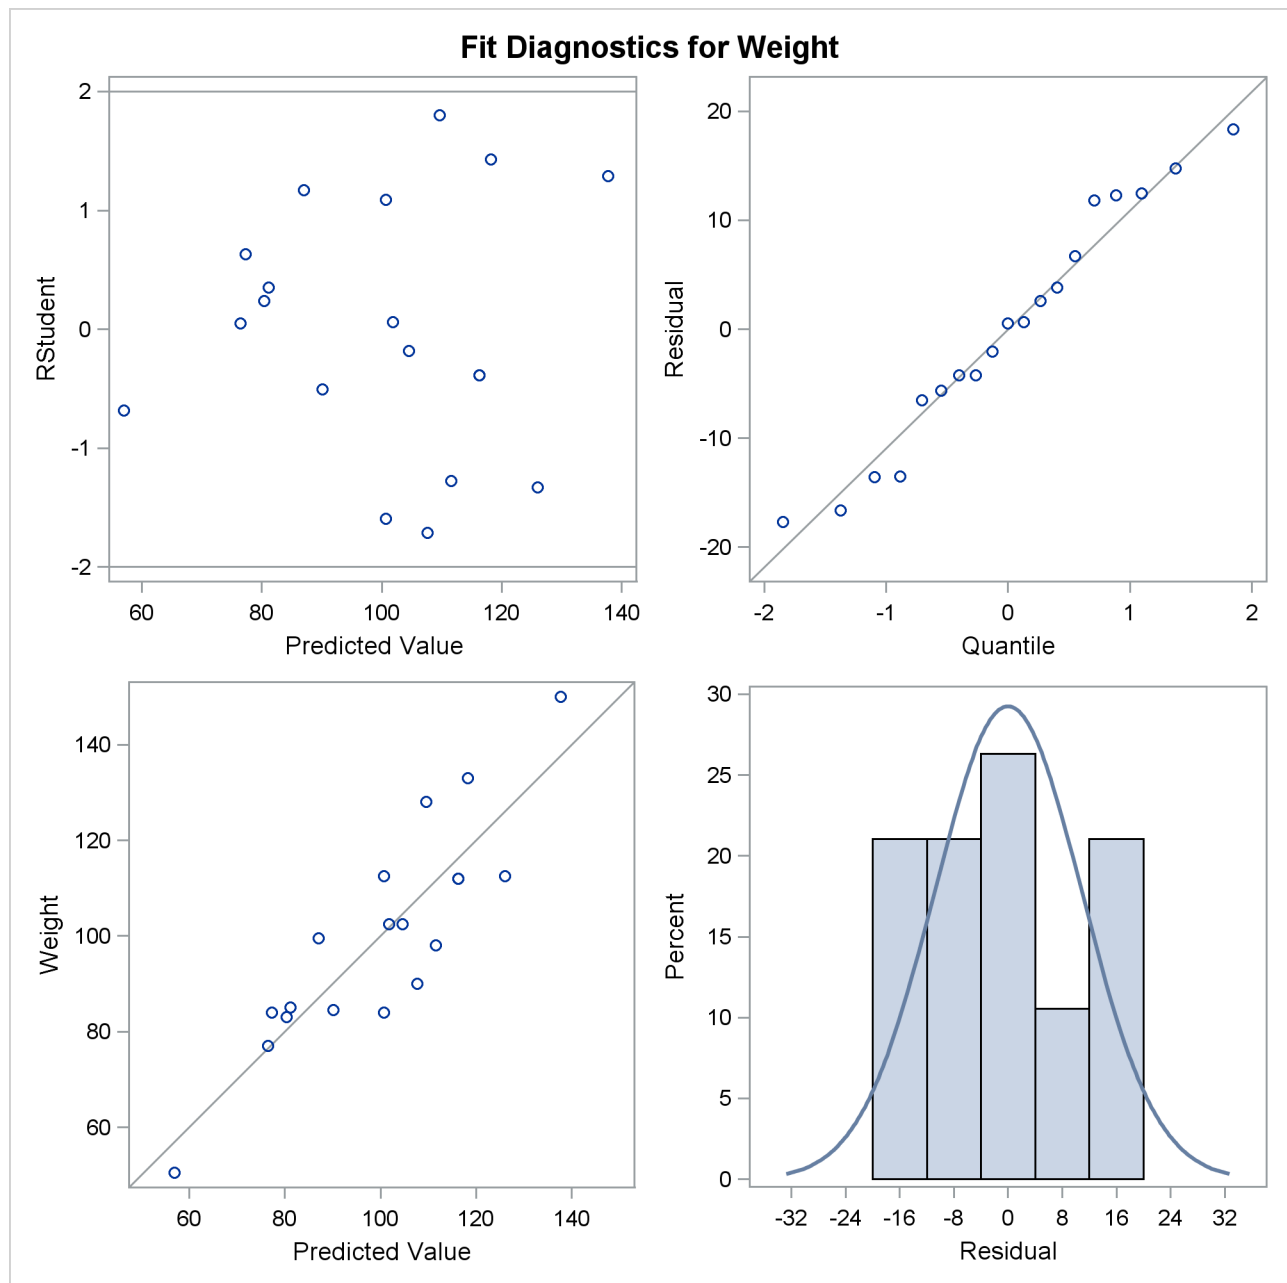 Fit Diagnostics for Weight
2
1
0
-1
-2
RStudent
60 80 100 120 140
Predicted Value
20
10
0
-10
-20
Residual
-2 -1 0 1 2
Quantile
140
120
100
80
60
Weight
60 80 100 120 140
Predicted Value
30
25
20
15
10
5
0
Percent
-32 -24 -16 -8 0 8 16 24 32
Residual